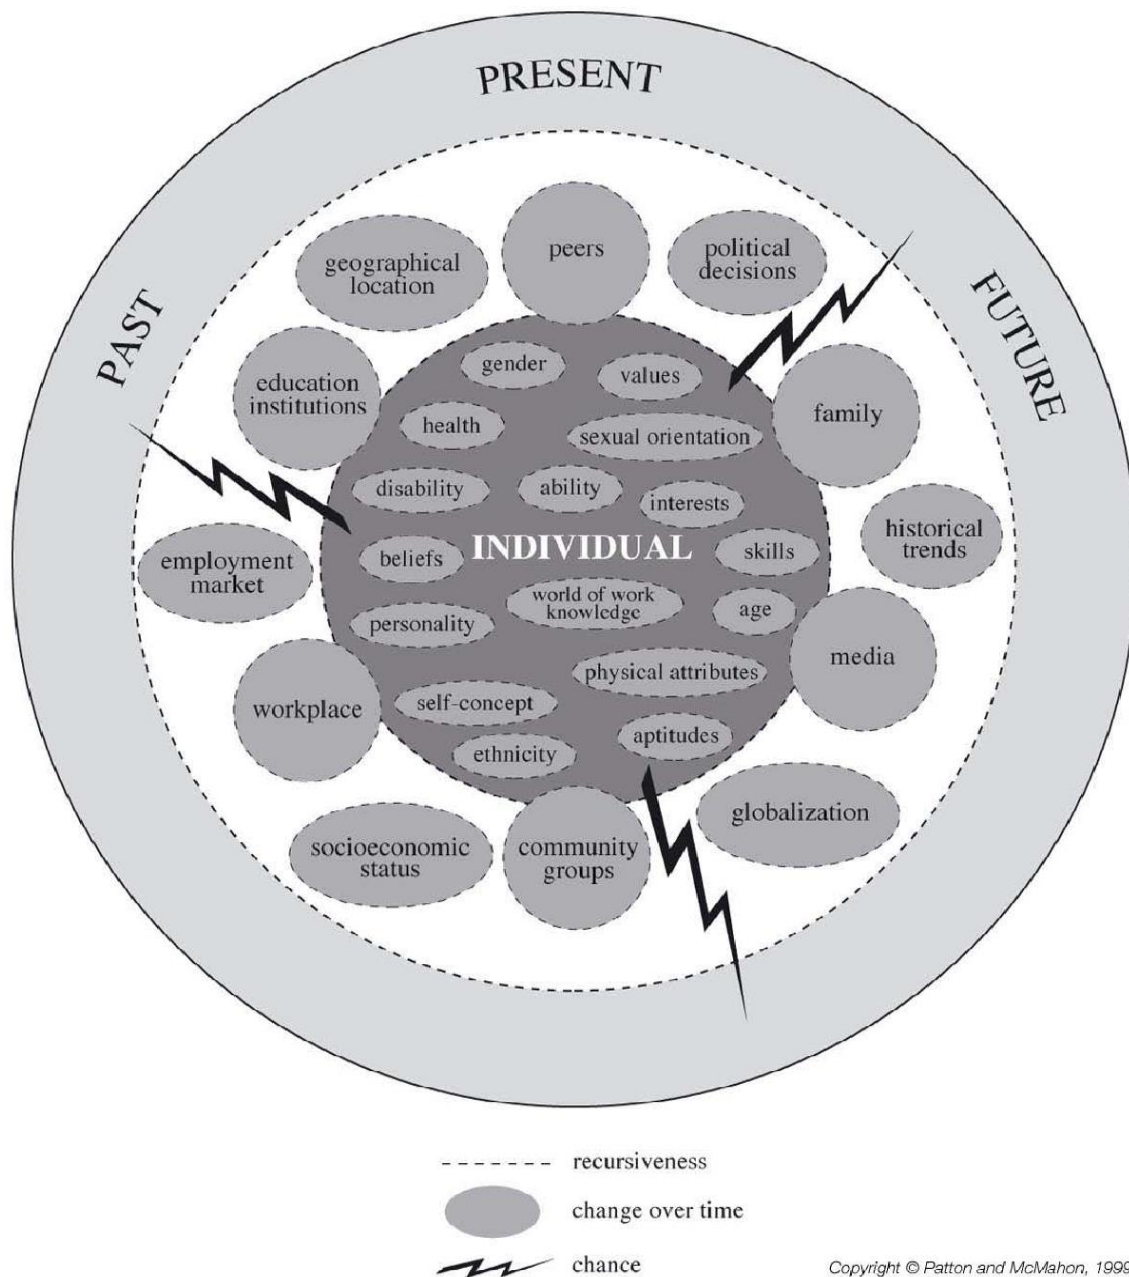 PRESENT
PAST
FUTURE
peers
political
decisions
geographical
location
education
institutions
family
gender
values
health
sexual orientation
disability
ability
interests
historical
trends
employment
market
beliefs
INDIVIDUAL
skills
world of work
knowledge
age
personality
media
physical attributes
workplace
self-concept
aptitudes
ethnicity
globalization
socioeconomic
status
community
groups
recursiveness
change over time
chance
Copyright © Patton and McMahon, 1999